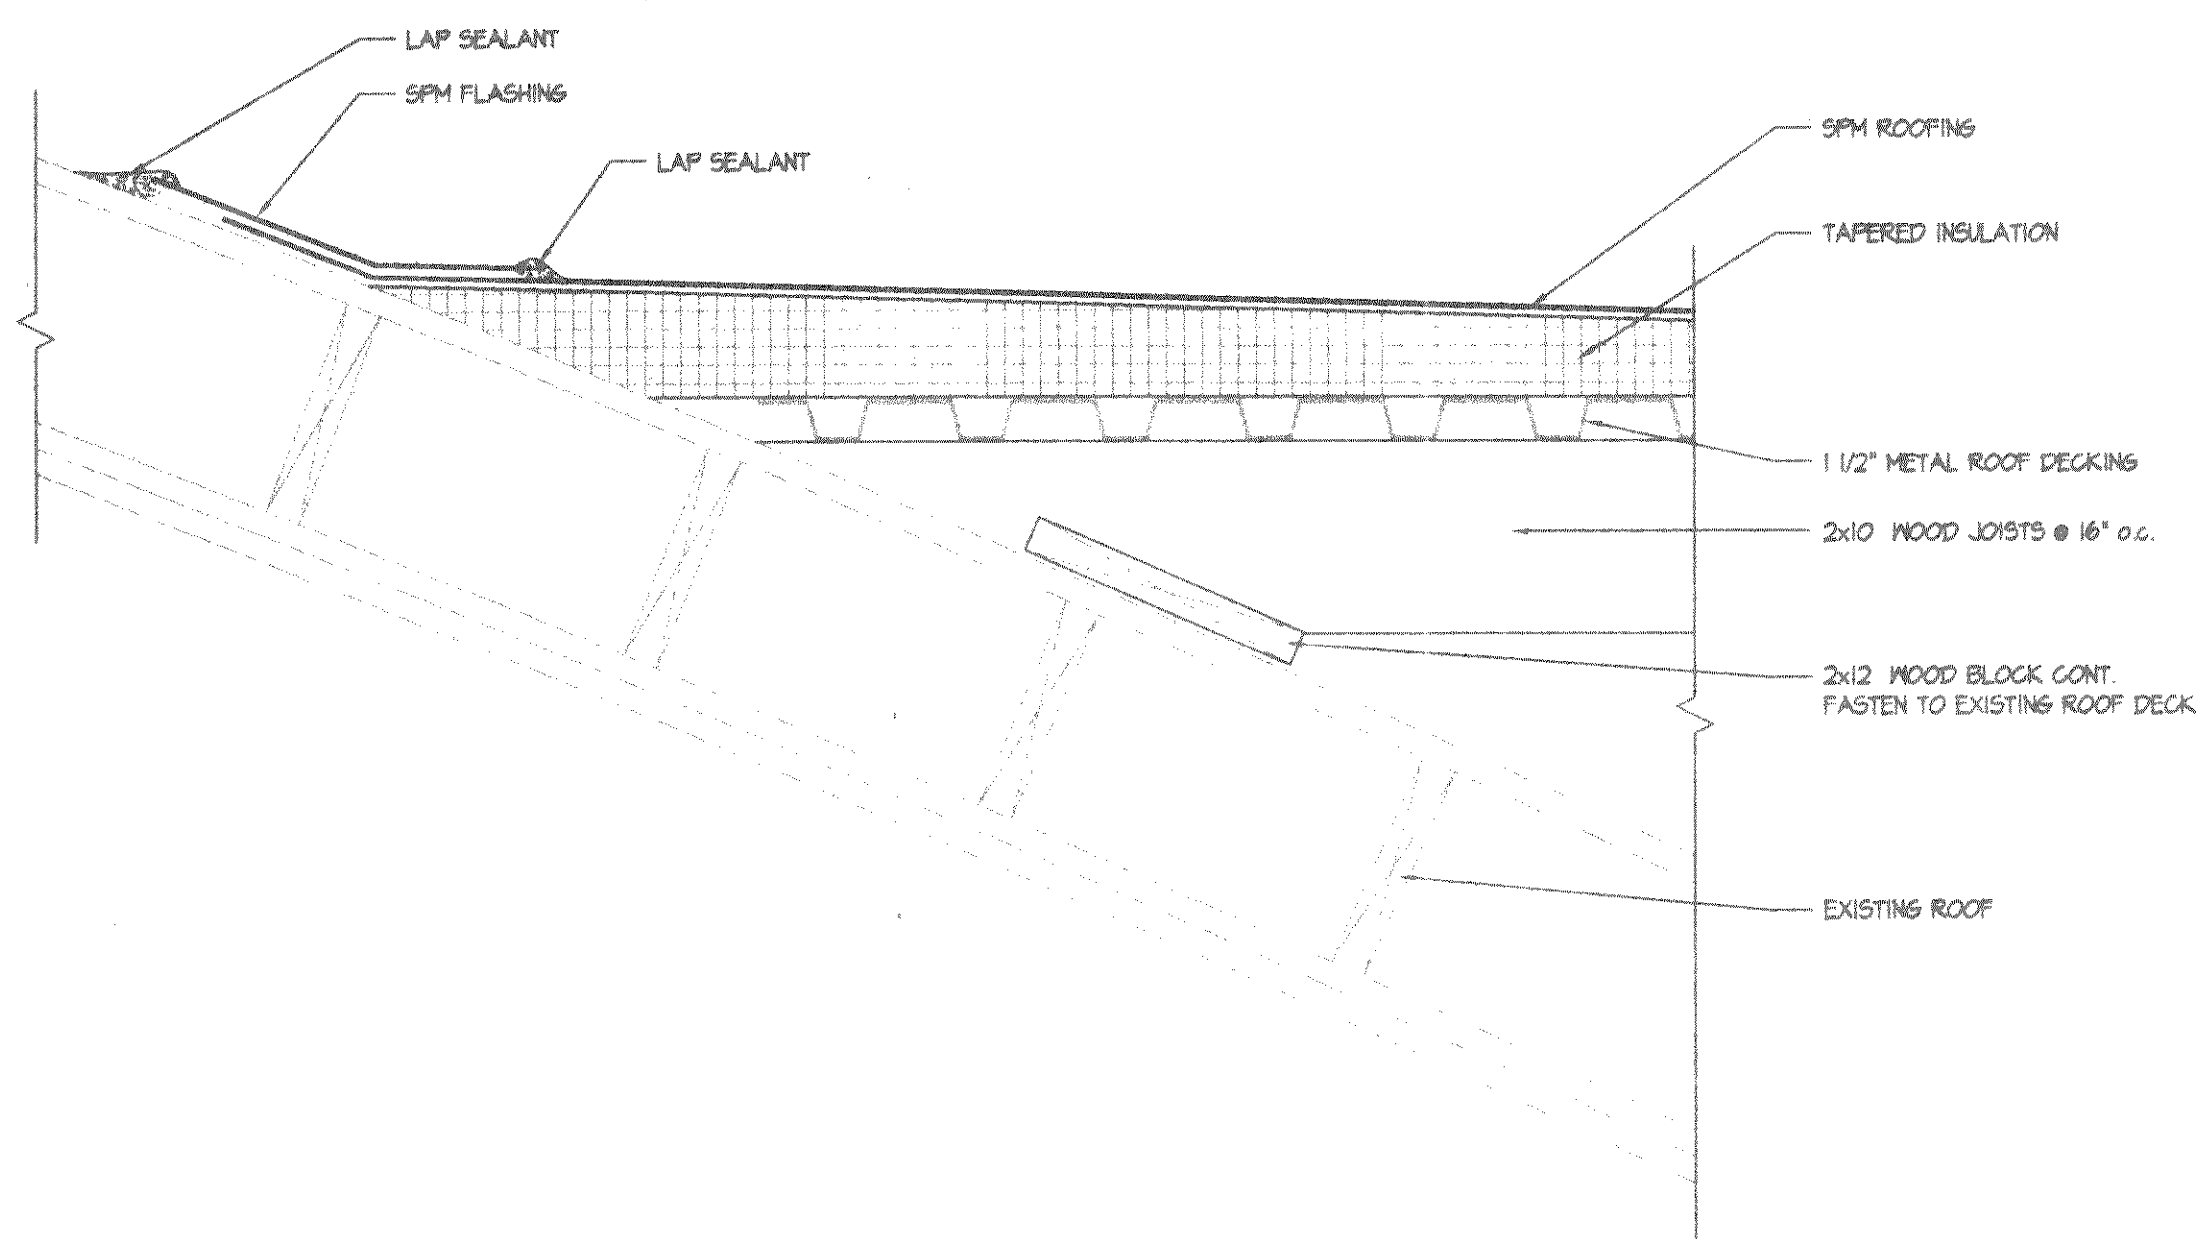 LAP SEALANT
SPM FLASHING
LAP SEALANT
SPM ROOFING
TAPERED INSULATION
1 1/2" METAL ROOF DECKING
2x10 WOOD JOISTS @ 16" o.c.
2x12 WOOD BLOCK CONT.
FASTEN TO EXISTING ROOF DECK
EXISTING ROOF